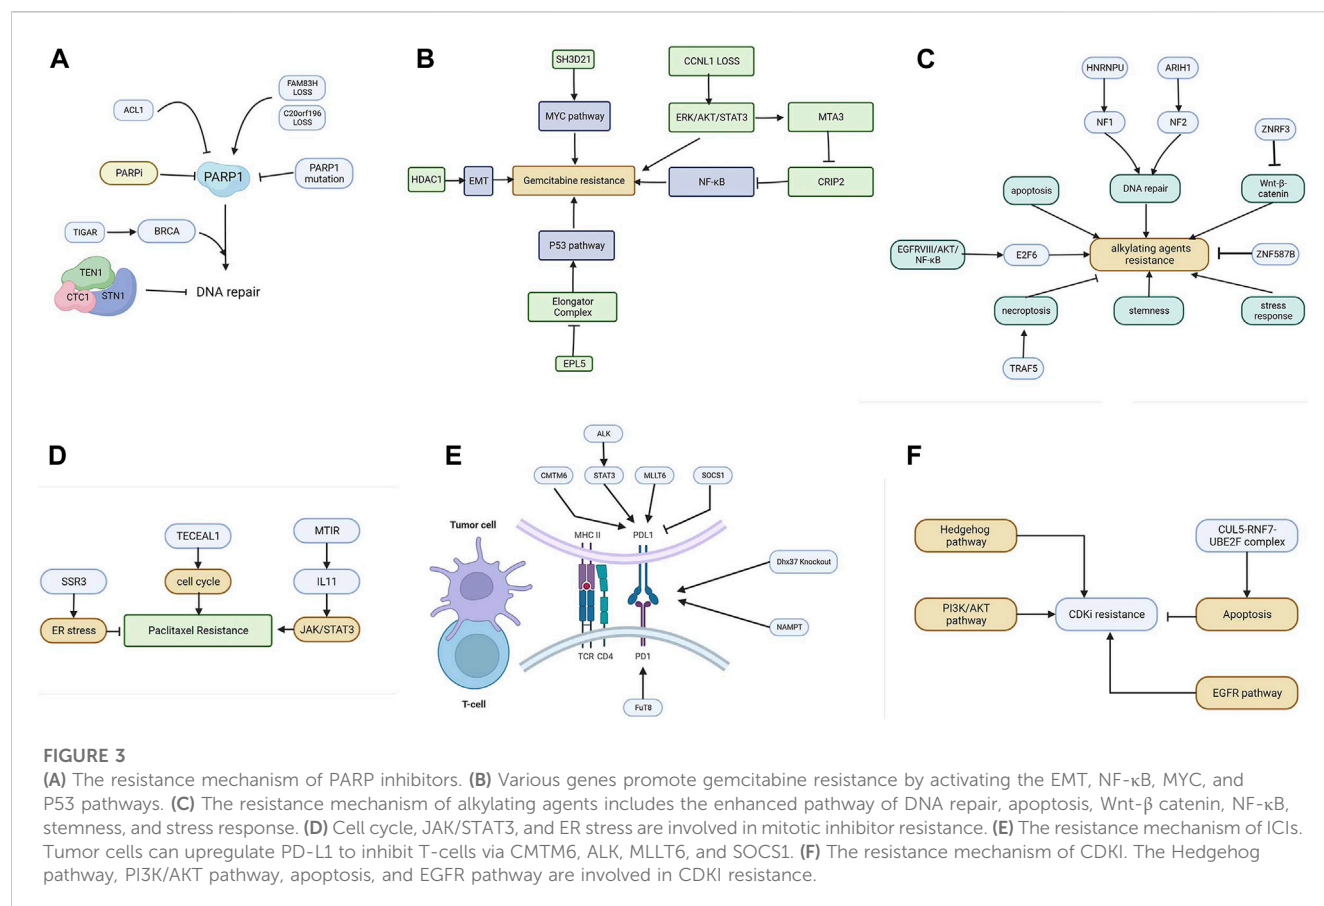 A
FAM83H
LOSS
ACL1
C20orf196
LOSS
PARPi
PARP1
PARP1
mutation
TIGAR
BRCA
TEN1
CTC1
STN1
DNA repair
B
SH3D21
CCNL1 LOSS
MYC pathway
ERK/AKT/STAT3
MTA3
HDAC1
EMT
Gemcitabine resistance
NF-κB
CRIP2
P53 pathway
Elongator
Complex
EPL5
C
HNRNPU
ARIH1
NF1
NF2
ZNRF3
apoptosis
DNA repair
Wnt-β-
catenin
EGFRVIII/AKT/
NF-κB
E2F6
alkylating agents
resistance
ZNF587B
necroptosis
stemness
stress
response
TRAF5
D
TECEAL1
MTIR
SSR3
cell cycle
IL11
ER stress
Paclitaxel Resistance
JAK/STAT3
E
ALK
CMTM6
STAT3
MLLT6
SOCS1
Tumor cell
MHC II
PDL1
Dhx37 Knockout
NAMPT
TCR CD4
PD1
T-cell
FuT8
F
Hedgehog
pathway
CUL5-RNF7-
UBE2F complex
PI3K/AKT
pathway
CDKi resistance
Apoptosis
EGFR pathway
FIGURE 3
(A) The resistance mechanism of PARP inhibitors. (B) Various genes promote gemcitabine resistance by activating the EMT, NF-κB, MYC, and
P53 pathways. (C) The resistance mechanism of alkylating agents includes the enhanced pathway of DNA repair, apoptosis, Wnt-β catenin, NF-κB,
stemness, and stress response. (D) Cell cycle, JAK/STAT3, and ER stress are involved in mitotic inhibitor resistance. (E) The resistance mechanism of ICIs.
Tumor cells can upregulate PD-L1 to inhibit T-cells via CMTM6, ALK, MLLT6, and SOCS1. (F) The resistance mechanism of CDKI. The Hedgehog
pathway, PI3K/AKT pathway, apoptosis, and EGFR pathway are involved in CDKI resistance.